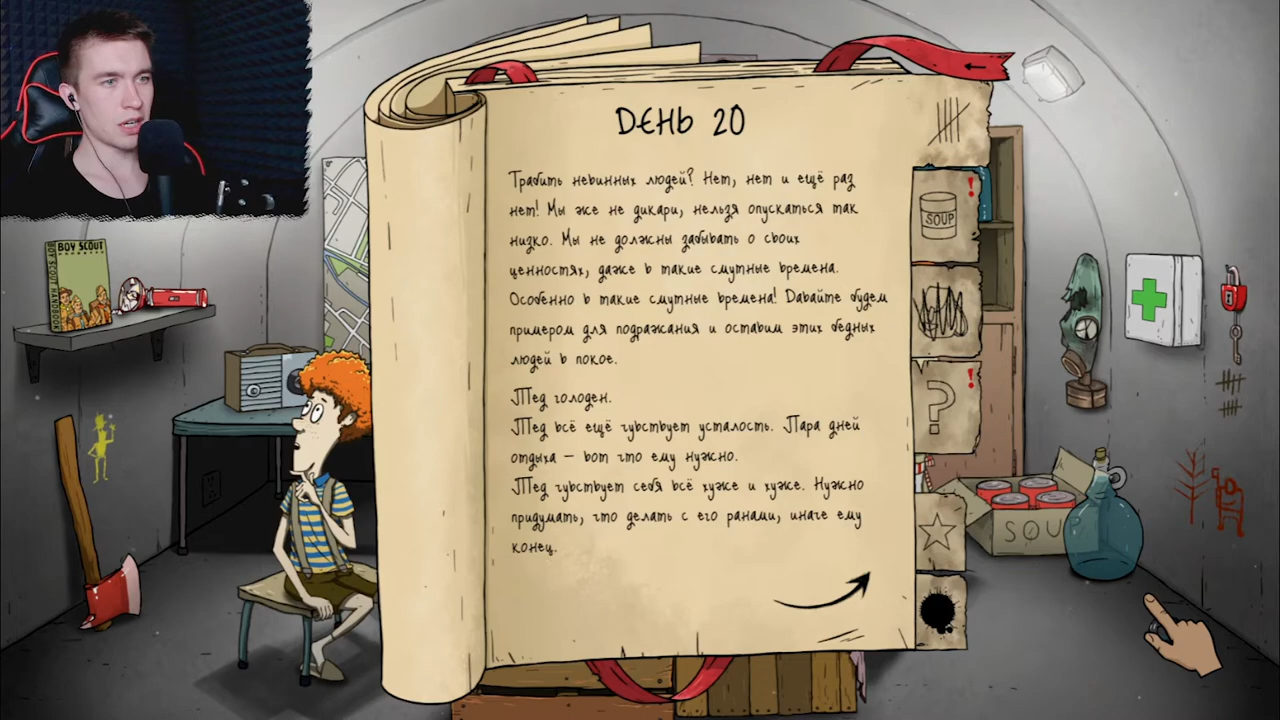 ДЕНЬ 20
Грабить невинных людей? Нет, нет и ещё раз
нет! Мы же не дикари, нельзя опускаться так
низко. Мы не должны забывать о своих
ценностях, даже в такие смутные времена.
Особенно в такие смутные времена! Давайте будем
примером для подражания и оставим этих бедных
людей в покое.
Тед голоден.
Тед всё ещё чувствует усталость. Пара дней
отдыха — вот что ему нужно.
Тед чувствует себя всё хуже и хуже. Нужно
придумать, что делать с его ранами, иначе ему
конец.
SOUP
!
?
!
BOY SCOUT
BOY SCOUT HANDBOOK
SOUP